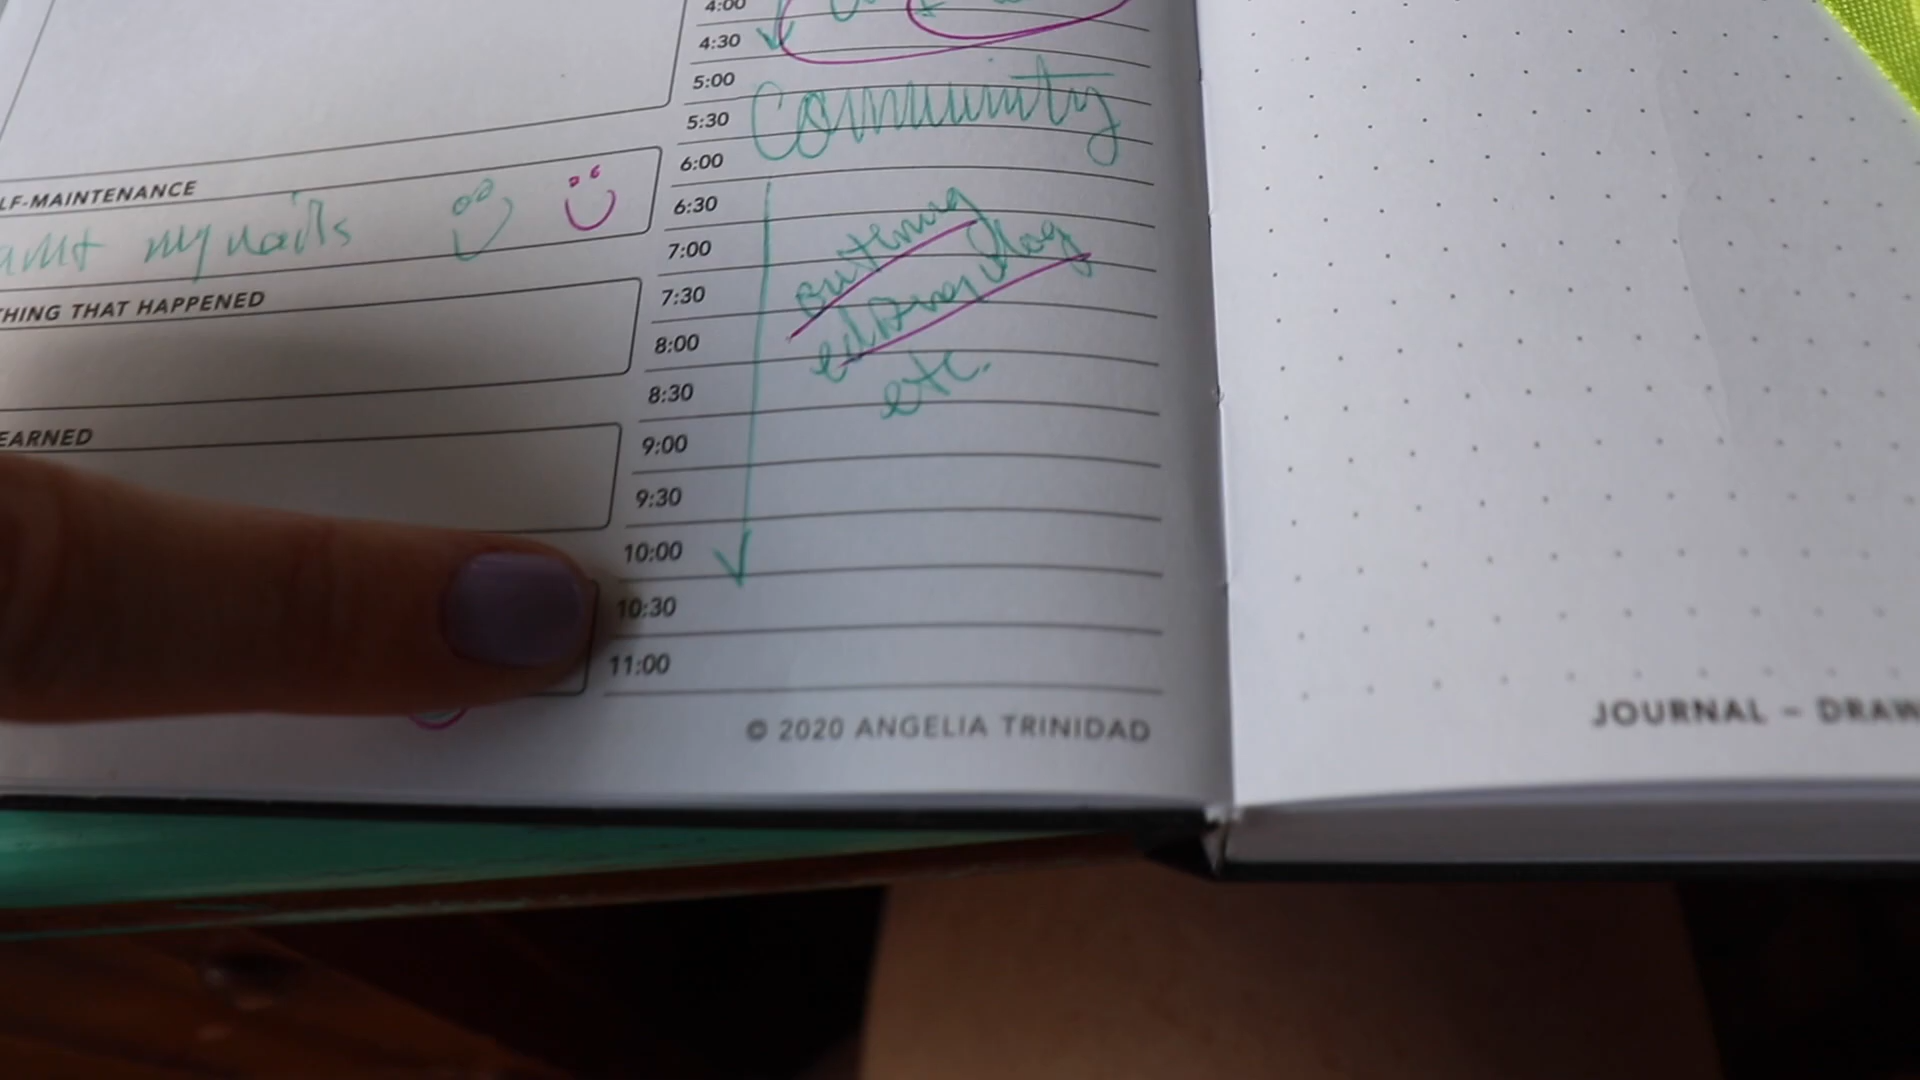 LF-MAINTENANCE
my nails
THING THAT HAPPENED
EARNED
4:00
4:30
5:00
5:30
Community
6:00
6:30
7:00
7:30
8:00
etc.
8:30
9:00
9:30
10:00
10:30
11:00
© 2020 ANGELIA TRINIDAD
JOURNAL – DRAW